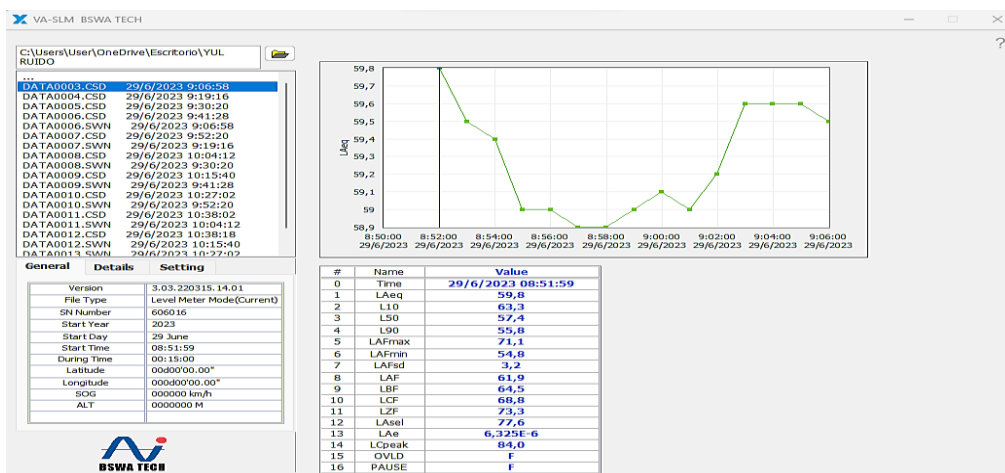 VA-SLM BSWA TECH
?
C:\Users\User\OneDrive\Escritorio\YUL
RUIDO
...
DATA0003.CSD 29/6/2023 9:06:58
DATA0004.CSD 29/6/2023 9:19:16
DATA0005.CSD 29/6/2023 9:30:20
DATA0006.CSD 29/6/2023 9:41:28
DATA0006.SWN 29/6/2023 9:06:58
DATA0007.CSD 29/6/2023 9:52:20
DATA0007.SWN 29/6/2023 9:19:16
DATA0008.CSD 29/6/2023 10:04:12
DATA0008.SWN 29/6/2023 9:30:20
DATA0009.CSD 29/6/2023 10:15:40
DATA0009.SWN 29/6/2023 9:41:28
DATA0010.CSD 29/6/2023 10:27:02
DATA0010.SWN 29/6/2023 9:52:20
DATA0011.CSD 29/6/2023 10:38:02
DATA0011.SWN 29/6/2023 10:04:12
DATA0012.CSD 29/6/2023 10:38:18
DATA0012.SWN 29/6/2023 10:15:40
DATA0013.SWN 29/6/2023 10:27:02
General Details Setting
Version 3.03.220315.14.01
File Type Level Meter Mode(Current)
SN Number 606016
Start Year 2023
Start Day 29 June
Start Time 08:51:59
During Time 00:15:00
Latitude 00d00'00.00"
Longitude 000d00'00.00"
SOG 000000 km/h
ALT 0000000 M
BSWA TECH
LAeq
59,8
59,7
59,6
59,5
59,4
59,3
59,2
59,1
59
58,9
8:50:00 8:52:00 8:54:00 8:56:00 8:58:00 9:00:00 9:02:00 9:04:00 9:06:00
29/6/2023 29/6/2023 29/6/2023 29/6/2023 29/6/2023 29/6/2023 29/6/2023 29/6/2023 29/6/2023
# Name Value
0 Time 29/6/2023 08:51:59
1 LAeq 59,8
2 L10 63,3
3 L50 57,4
4 L90 55,8
5 LAFmax 71,1
6 LAFmin 54,8
7 LAFsd 3,2
8 LAF 61,9
9 LBF 64,5
10 LCF 68,8
11 LZF 73,3
12 LAsel 77,6
13 LAe 6,325E-6
14 LCpeak 84,0
15 OVLD F
16 PAUSE F